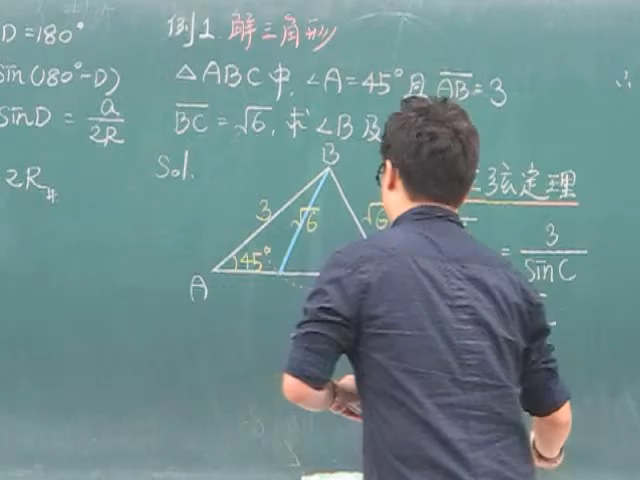 D=180°
Sin(180°-D)
SinD = a/2R
2R#
例1. 解三角形
△ABC中, ∠A=45°且 AB=3
BC=√6, 求∠B及
Sol.
B
3
√6
√6
45°
A
弦定理
= 3/SinC
∴